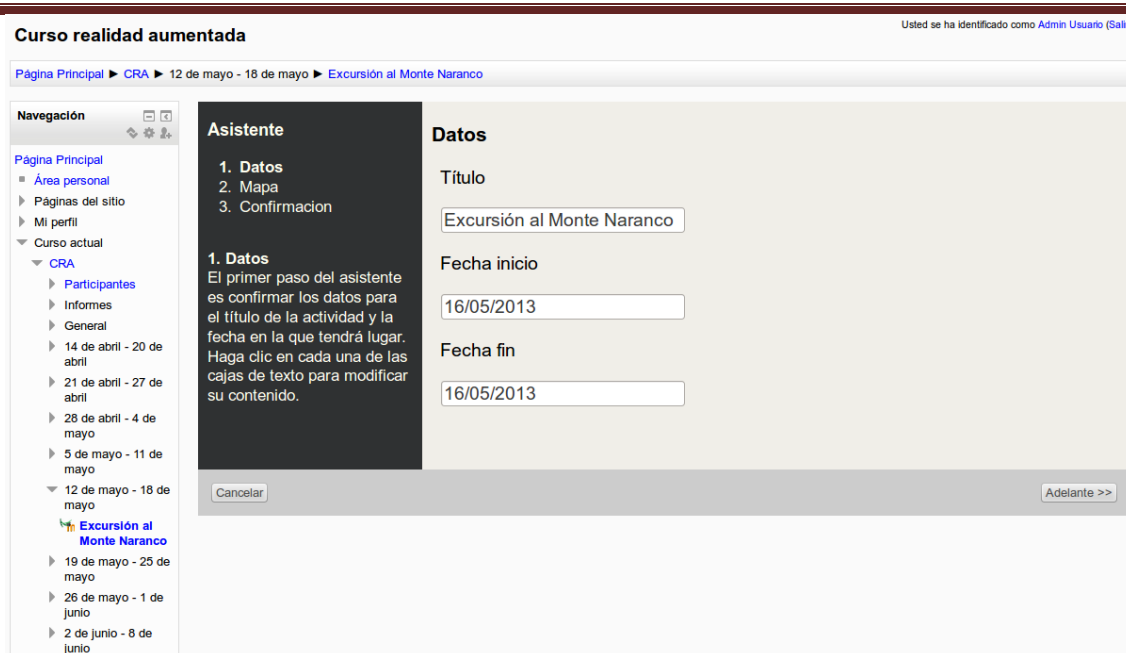 Usted se ha identificado como Admin Usuario (Sali
Curso realidad aumentada
Página Principal ► CRA ► 12 de mayo - 18 de mayo ► Excursión al Monte Naranco
Navegación
Página Principal
Área personal
Páginas del sitio
Mi perfil
Curso actual
CRA
Participantes
Informes
General
14 de abril - 20 de
abril
21 de abril - 27 de
abril
28 de abril - 4 de
mayo
5 de mayo - 11 de
mayo
12 de mayo - 18 de
mayo
Excursión al
Monte Naranco
19 de mayo - 25 de
mayo
26 de mayo - 1 de
junio
2 de junio - 8 de
junio
Asistente
1. Datos
2. Mapa
3. Confirmacion
1. Datos
El primer paso del asistente
es confirmar los datos para
el título de la actividad y la
fecha en la que tendrá lugar.
Haga clic en cada una de las
cajas de texto para modificar
su contenido.
Datos
Título
Excursión al Monte Naranco
Fecha inicio
16/05/2013
Fecha fin
16/05/2013
Cancelar
Adelante >>